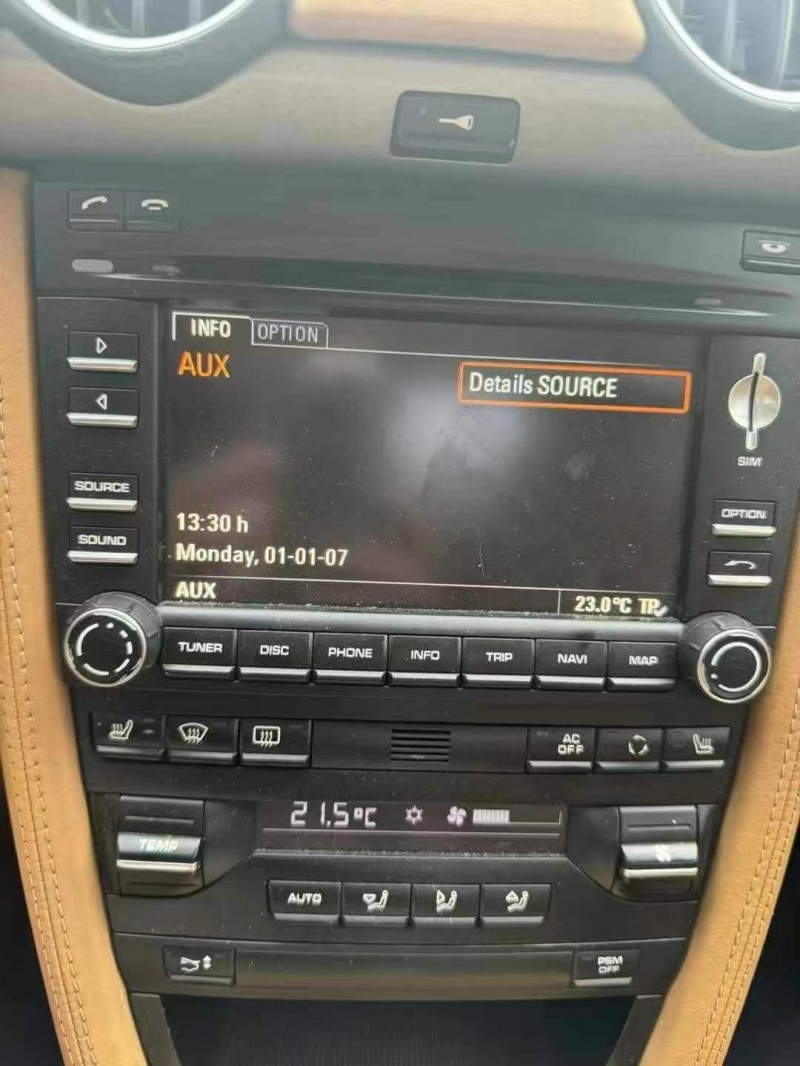 INFO OPTION
AUX
Details SOURCE
SIM
SOURCE
OPTION
13:30 h
SOUND
Monday, 01-01-07
AUX
23.0°C TP
TUNER DISC PHONE INFO TRIP NAVI MAP
AC
OFF
21.5°C
TEMP
AUTO
PSM
OFF